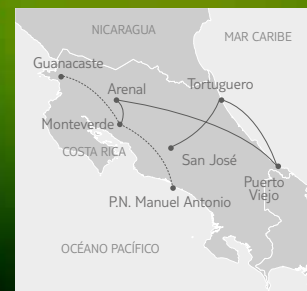 NICARAGUA
MAR CARIBE
Guanacaste
Arenal
Tortuguero
Monteverde
COSTA RICA
San José
Puerto
Viejo
P.N. Manuel Antonio
OCÉANO PACÍFICO